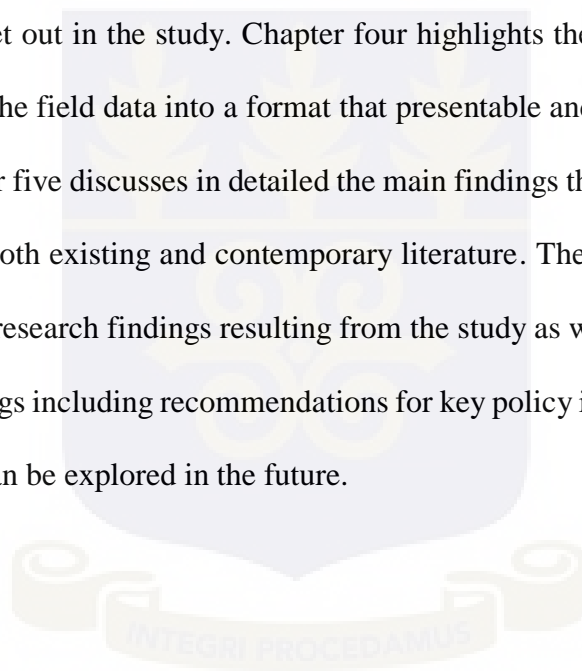 et out in the study. Chapter four highlights the
he field data into a format that presentable and
r five discusses in detailed the main findings th
oth existing and contemporary literature. The
research findings resulting from the study as w
gs including recommendations for key policy i
n be explored in the future.
INTEGRI PROCEDAMUS